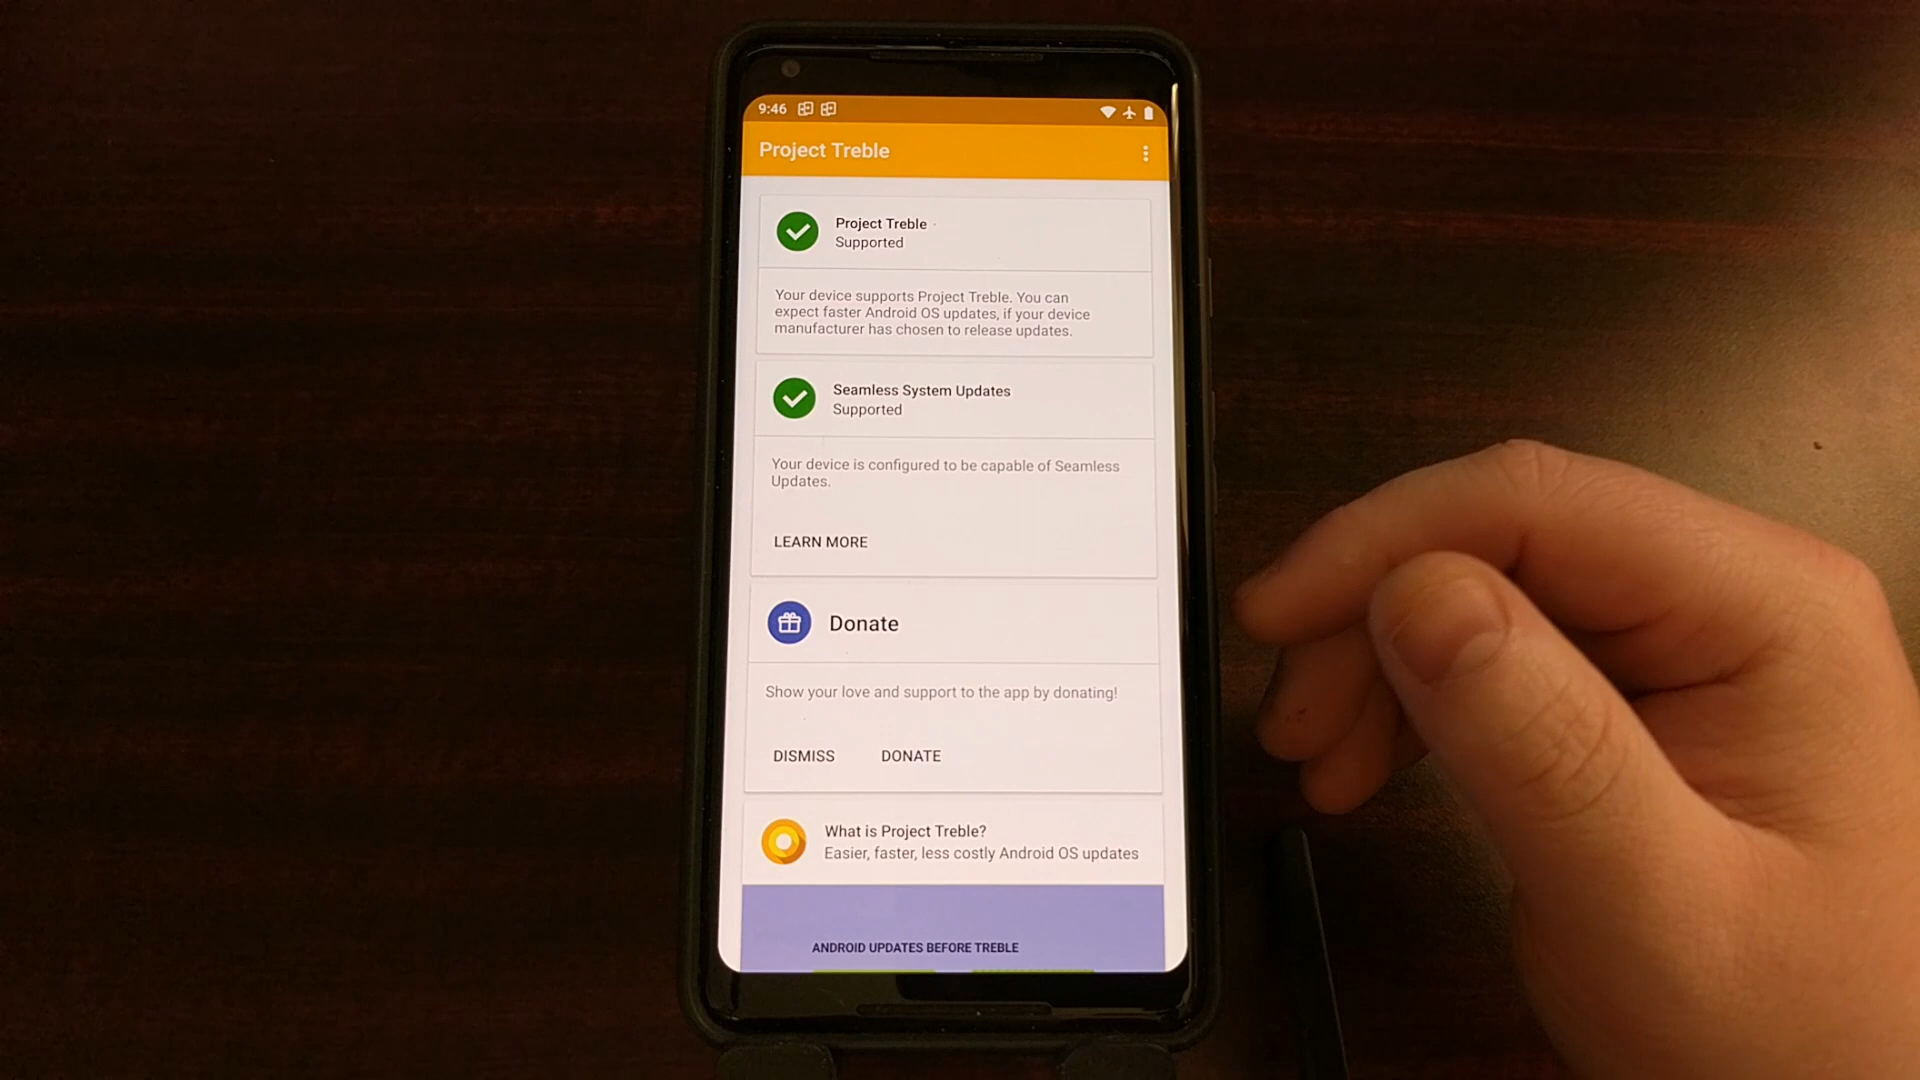 9:46
Project Treble
Project Treble
Supported
Your device supports Project Treble. You can
expect faster Android OS updates, if your device
manufacturer has chosen to release updates.
Seamless System Updates
Supported
Your device is configured to be capable of Seamless
Updates.
LEARN MORE
Donate
Show your love and support to the app by donating!
DISMISS DONATE
What is Project Treble?
Easier, faster, less costly Android OS updates
ANDROID UPDATES BEFORE TREBLE